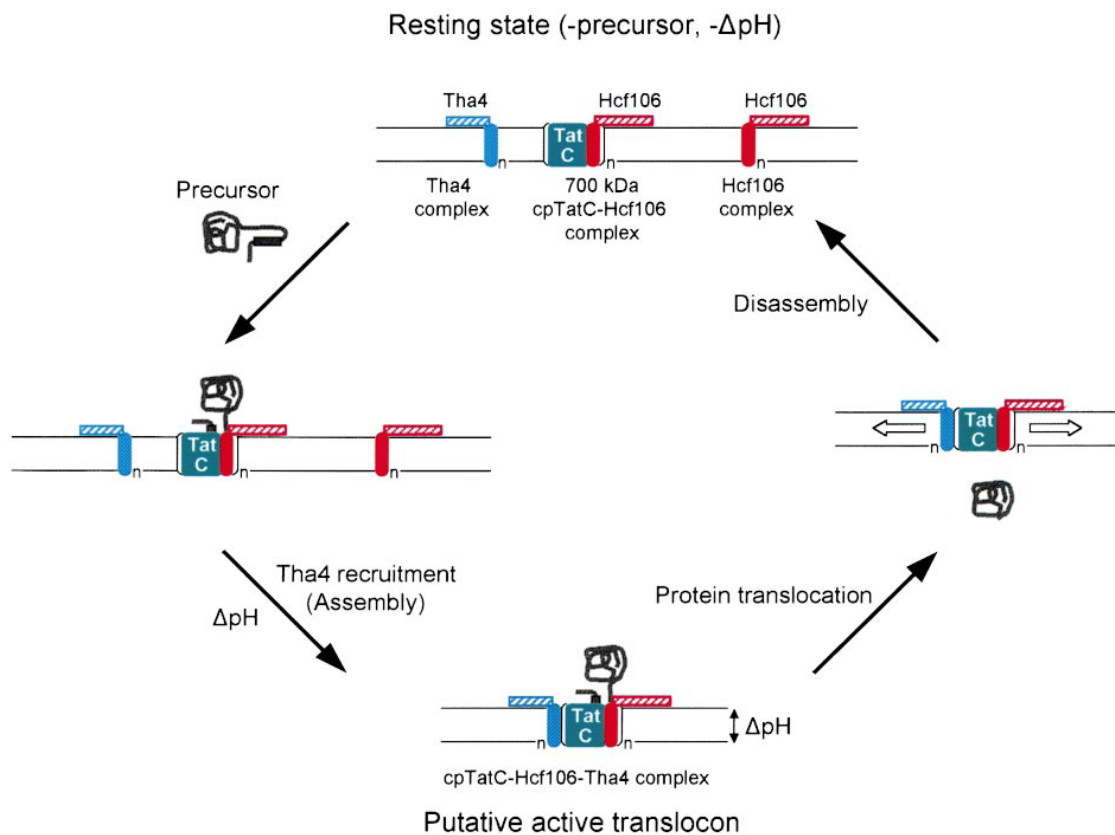 Resting state (-precursor, -ΔpH)
Tha4
Hcf106
Hcf106
Tat
C
n
n
n
Tha4
complex
700 kDa
cpTatC-Hcf106
complex
Hcf106
complex
Precursor
Disassembly
Tat
C
n
n
n
Tat
C
n
n
Tha4 recruitment
(Assembly)
ΔpH
Protein translocation
Tat
C
n
n
ΔpH
cpTatC-Hcf106-Tha4 complex
Putative active translocon